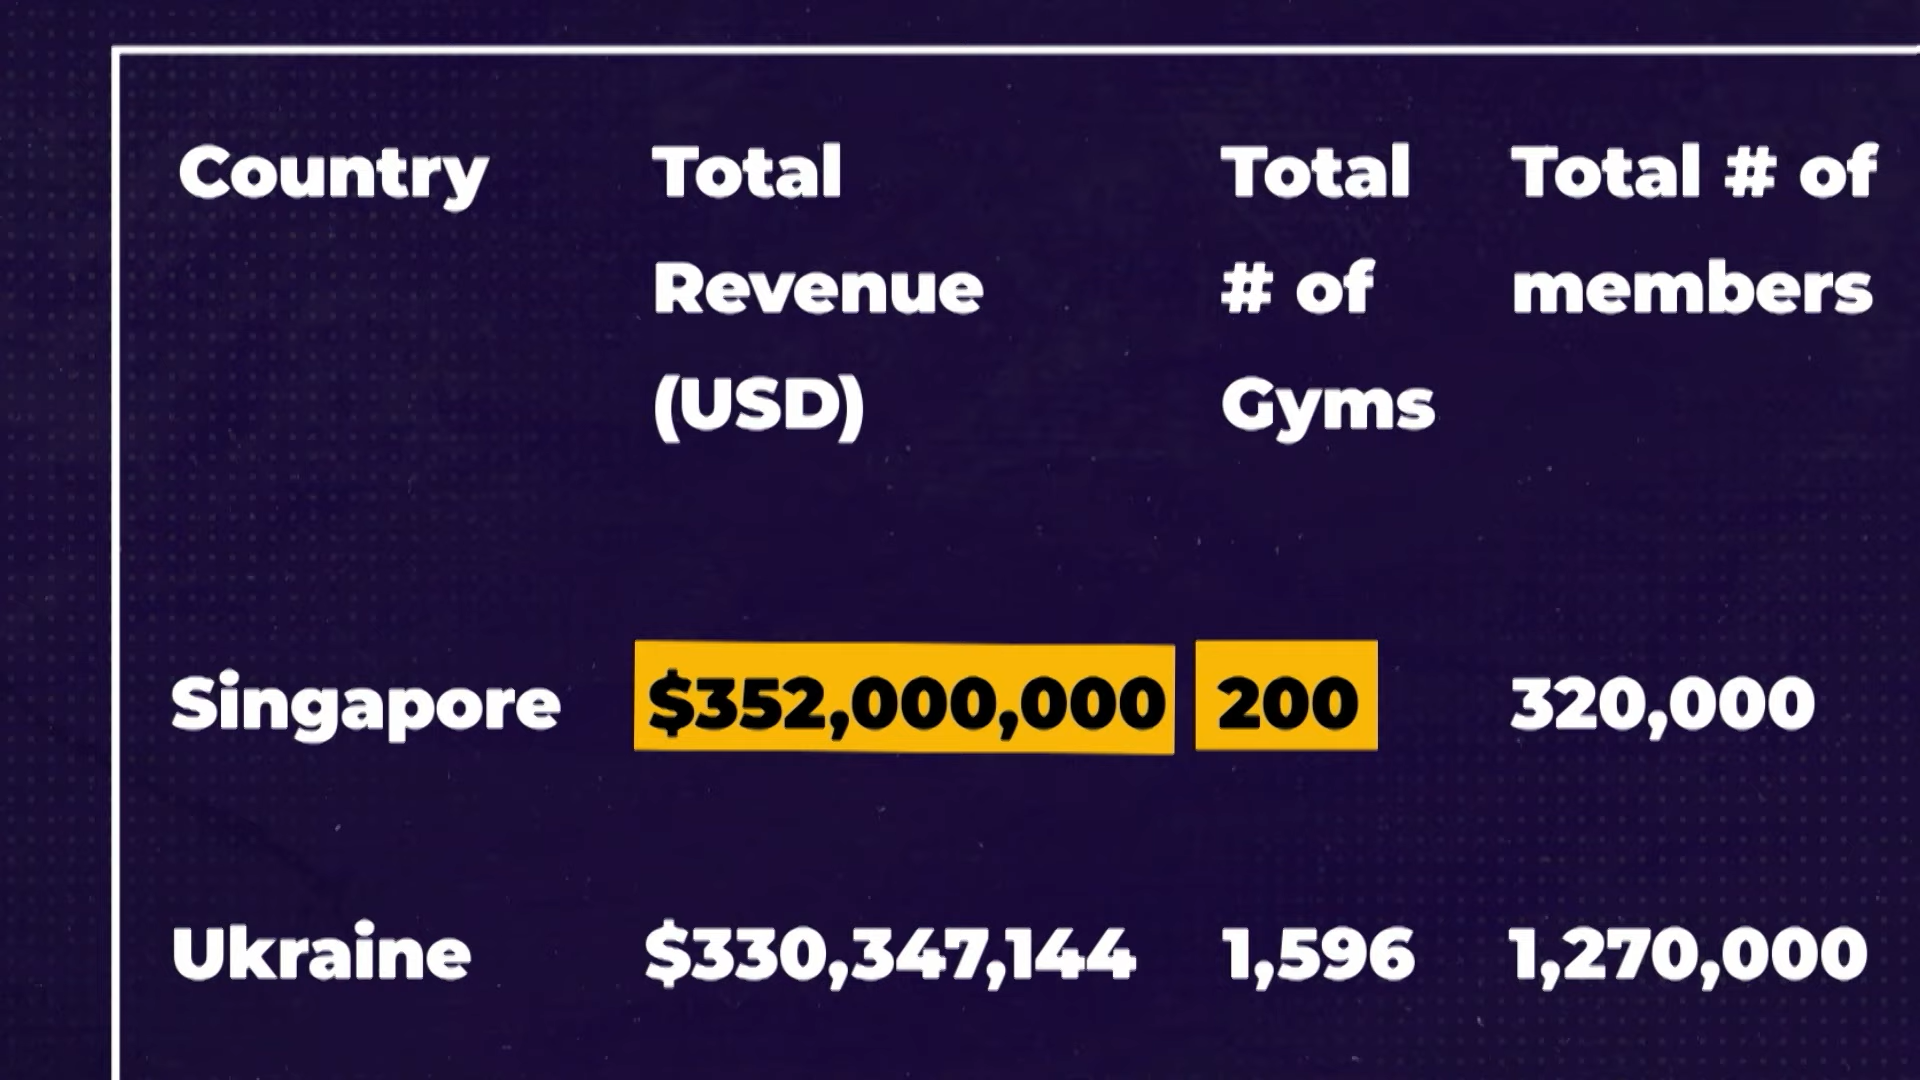 Country Total Total Total # of
Revenue # of members
(USD) Gyms
Singapore $352,000,000 200 320,000
Ukraine $330,347,144 1,596 1,270,000